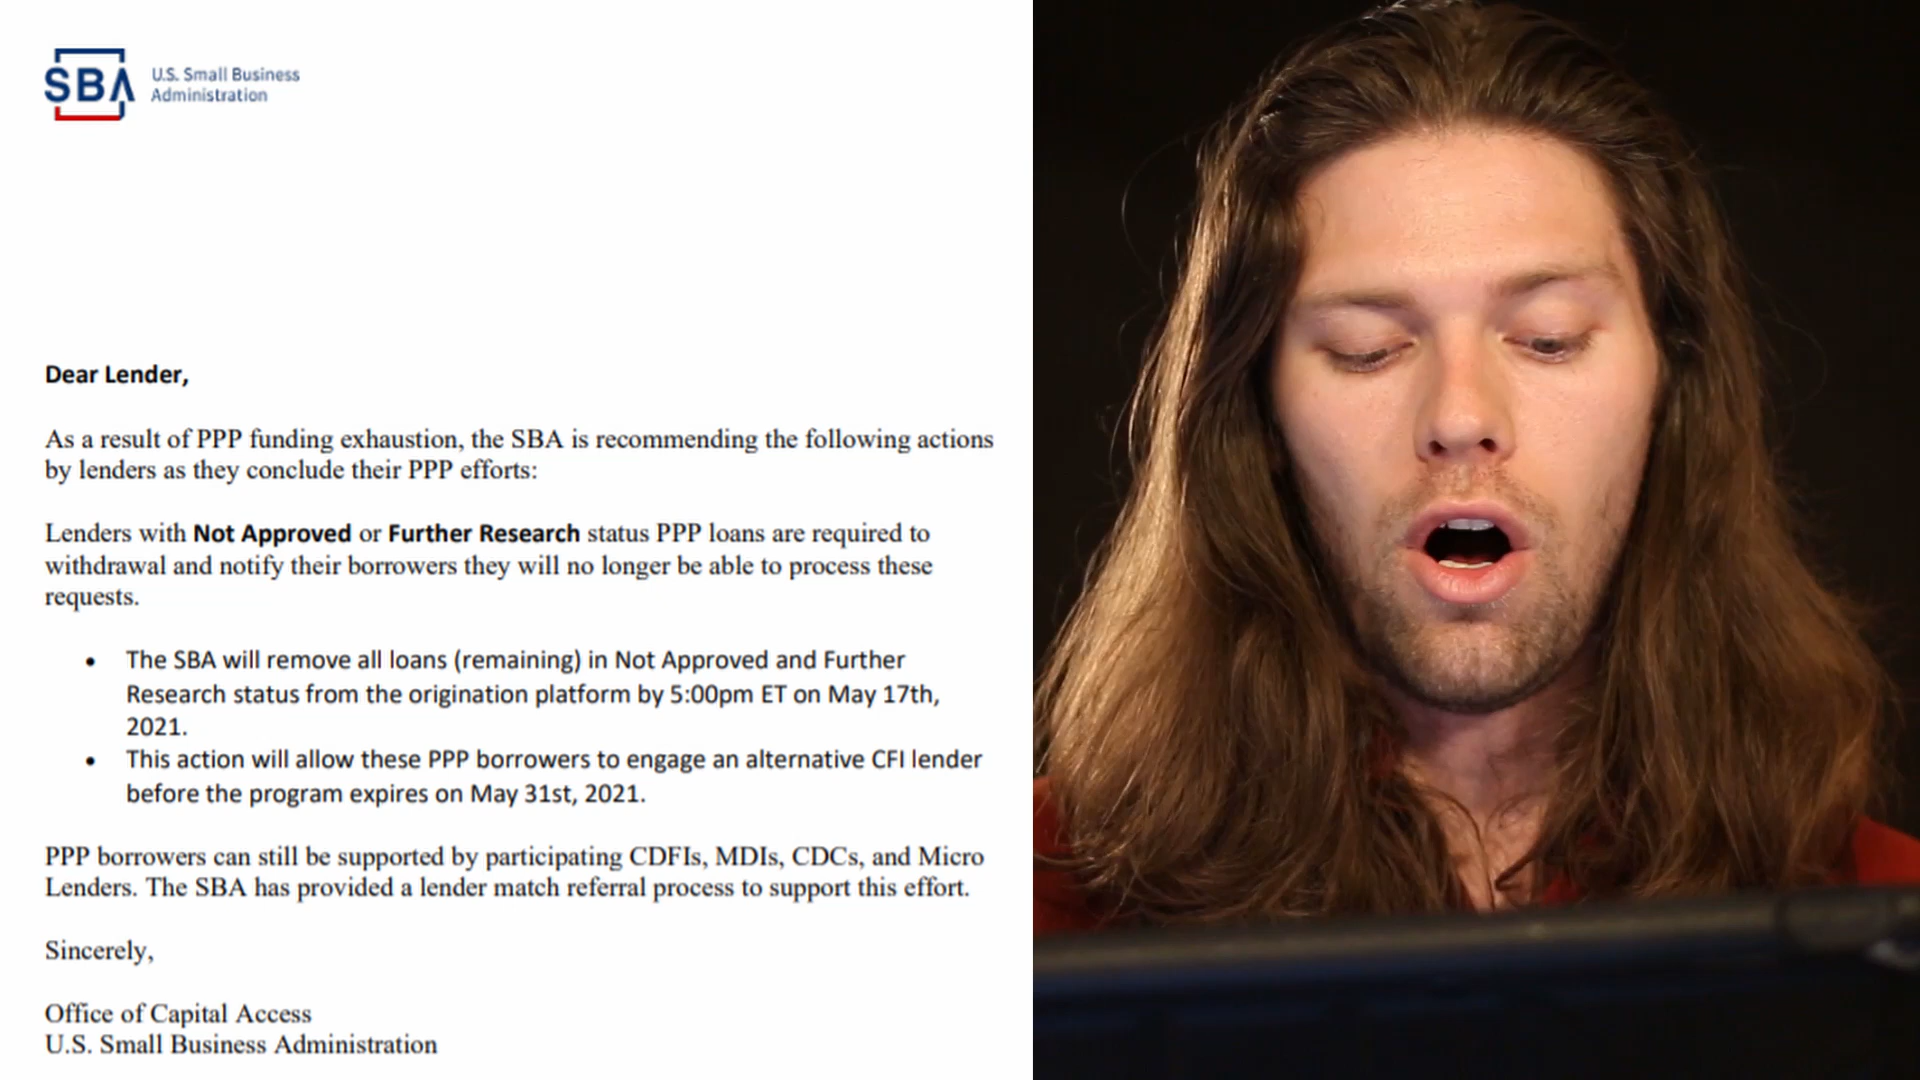 SBA
U.S. Small Business
Administration
Dear Lender,
As a result of PPP funding exhaustion, the SBA is recommending the following actions
by lenders as they conclude their PPP efforts:
Lenders with Not Approved or Further Research status PPP loans are required to
withdrawal and notify their borrowers they will no longer be able to process these
requests.
• The SBA will remove all loans (remaining) in Not Approved and Further
Research status from the origination platform by 5:00pm ET on May 17th,
2021.
• This action will allow these PPP borrowers to engage an alternative CFI lender
before the program expires on May 31st, 2021.
PPP borrowers can still be supported by participating CDFIs, MDIs, CDCs, and Micro
Lenders. The SBA has provided a lender match referral process to support this effort.
Sincerely,
Office of Capital Access
U.S. Small Business Administration